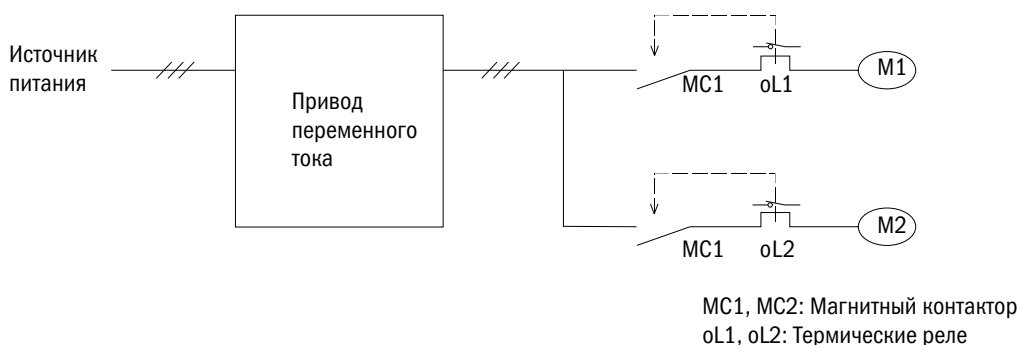 Источник
питания
Привод
переменного
тока
MC1
oL1
M1
MC1
oL2
M2
MC1, MC2: Магнитный контактор
oL1, oL2: Термические реле